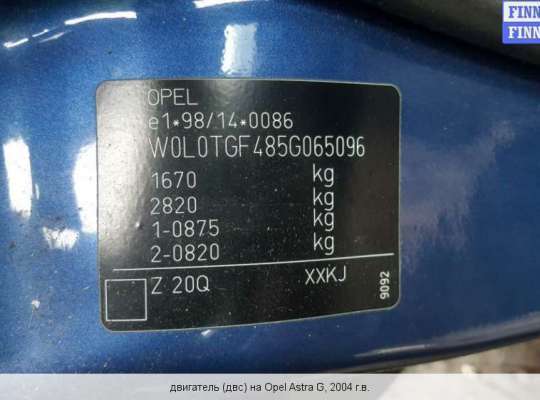 FINN
FINN
OPEL
e1*98/14*0086
W0L0TGF485G065096
1670 kg
2820 kg
1-0875 kg
2-0820 kg
Z 20Q XXKJ
9092
двигатель (двс) на Opel Astra G, 2004 г.в.